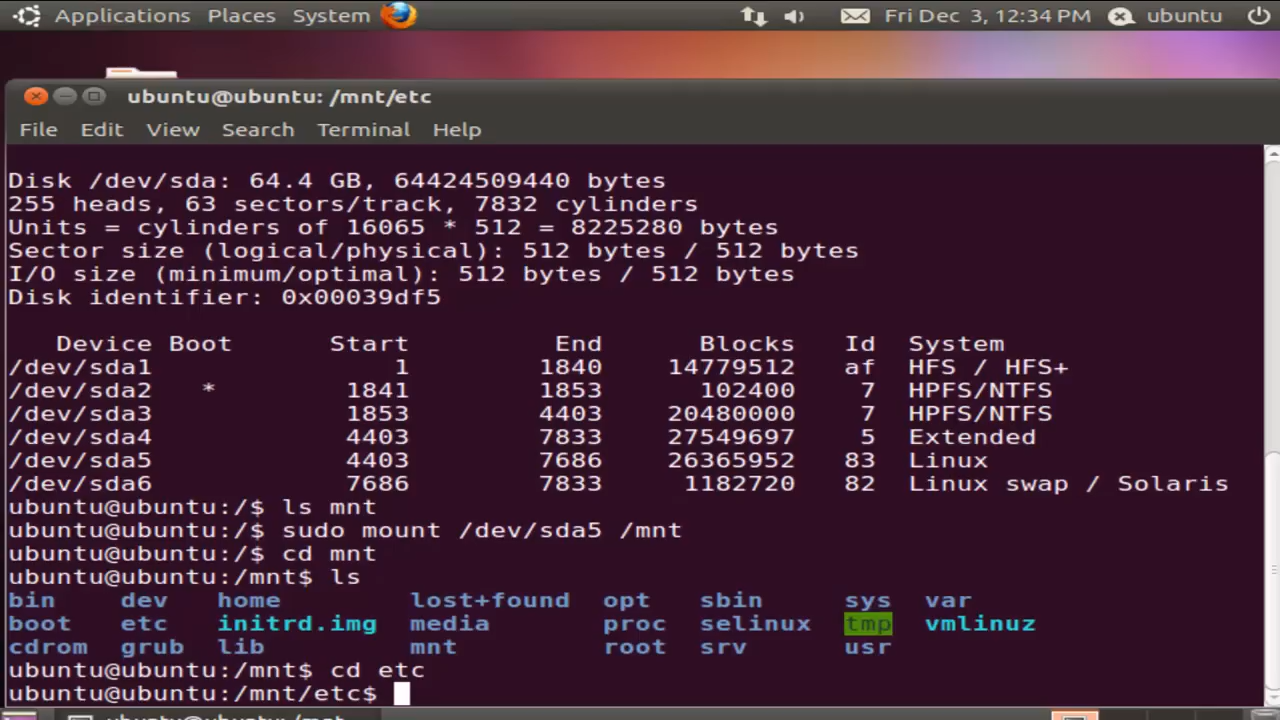 Applications Places System Fri Dec 3, 12:34 PM ubuntu
ubuntu@ubuntu: /mnt/etc
File Edit View Search Terminal Help
Disk /dev/sda: 64.4 GB, 64424509440 bytes
255 heads, 63 sectors/track, 7832 cylinders
Units = cylinders of 16065 * 512 = 8225280 bytes
Sector size (logical/physical): 512 bytes / 512 bytes
I/O size (minimum/optimal): 512 bytes / 512 bytes
Disk identifier: 0x00039df5
Device Boot Start End Blocks Id System
/dev/sda1 1 1840 14779512 af HFS / HFS+
/dev/sda2 * 1841 1853 102400 7 HPFS/NTFS
/dev/sda3 1853 4403 20480000 7 HPFS/NTFS
/dev/sda4 4403 7833 27549697 5 Extended
/dev/sda5 4403 7686 26365952 83 Linux
/dev/sda6 7686 7833 1182720 82 Linux swap / Solaris
ubuntu@ubuntu:/$ ls mnt
ubuntu@ubuntu:/$ sudo mount /dev/sda5 /mnt
ubuntu@ubuntu:/$ cd mnt
ubuntu@ubuntu:/mnt$ ls
bin dev home lost+found opt sbin sys var
boot etc initrd.img media proc selinux tmp vmlinuz
cdrom grub lib mnt root srv usr
ubuntu@ubuntu:/mnt$ cd etc
ubuntu@ubuntu:/mnt/etc$